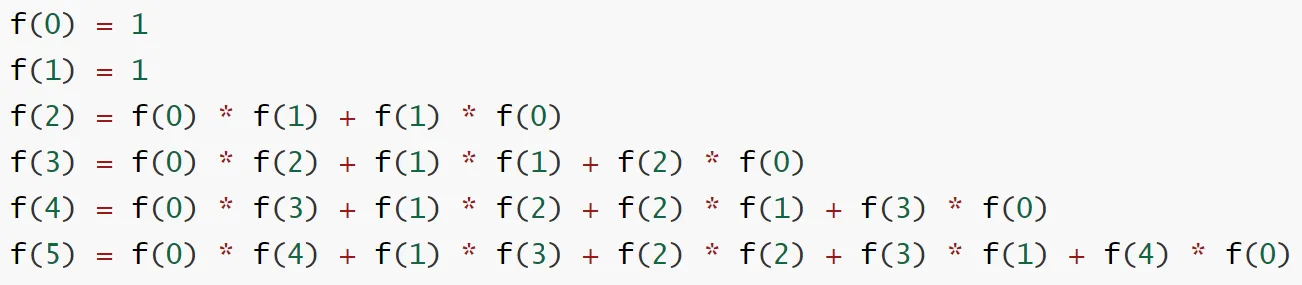 f(0) = 1
f(1) = 1
f(2) = f(0) * f(1) + f(1) * f(0)
f(3) = f(0) * f(2) + f(1) * f(1) + f(2) * f(0)
f(4) = f(0) * f(3) + f(1) * f(2) + f(2) * f(1) + f(3) * f(0)
f(5) = f(0) * f(4) + f(1) * f(3) + f(2) * f(2) + f(3) * f(1) + f(4) * f(0)